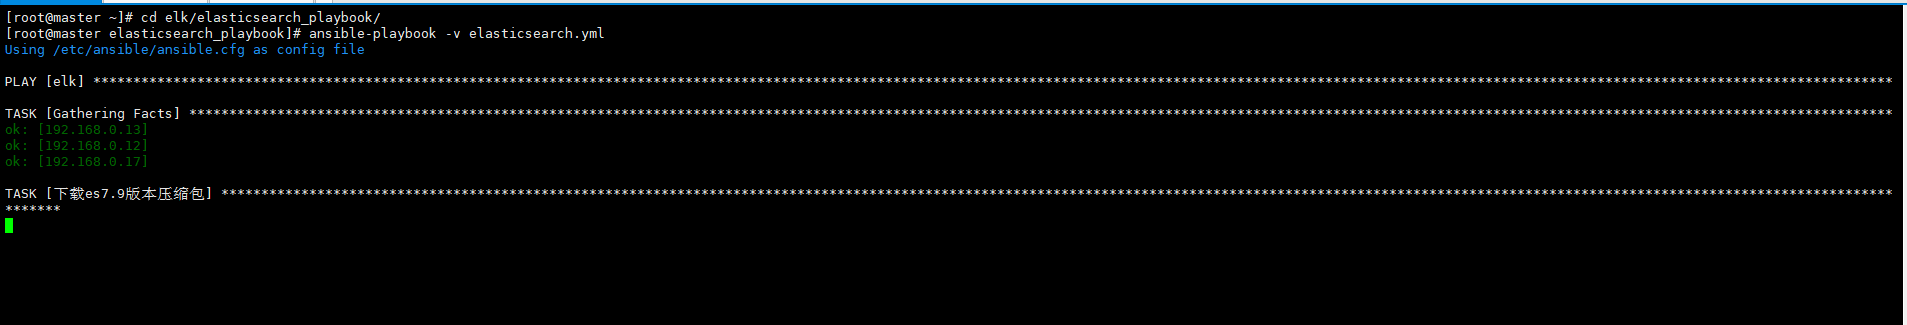 [root@master ~]# cd elk/elasticsearch_playbook/
[root@master elasticsearch_playbook]# ansible-playbook -v elasticsearch.yml
Using /etc/ansible/ansible.cfg as config file
PLAY [elk] *********************************************************************************************************************************************************************************************************************************
TASK [Gathering Facts] *********************************************************************************************************************************************************************************************************************
ok: [192.168.0.13]
ok: [192.168.0.12]
ok: [192.168.0.17]
TASK [下载es7.9版本压缩包] *****************************************************************************************************************************************************************************************************************
*******